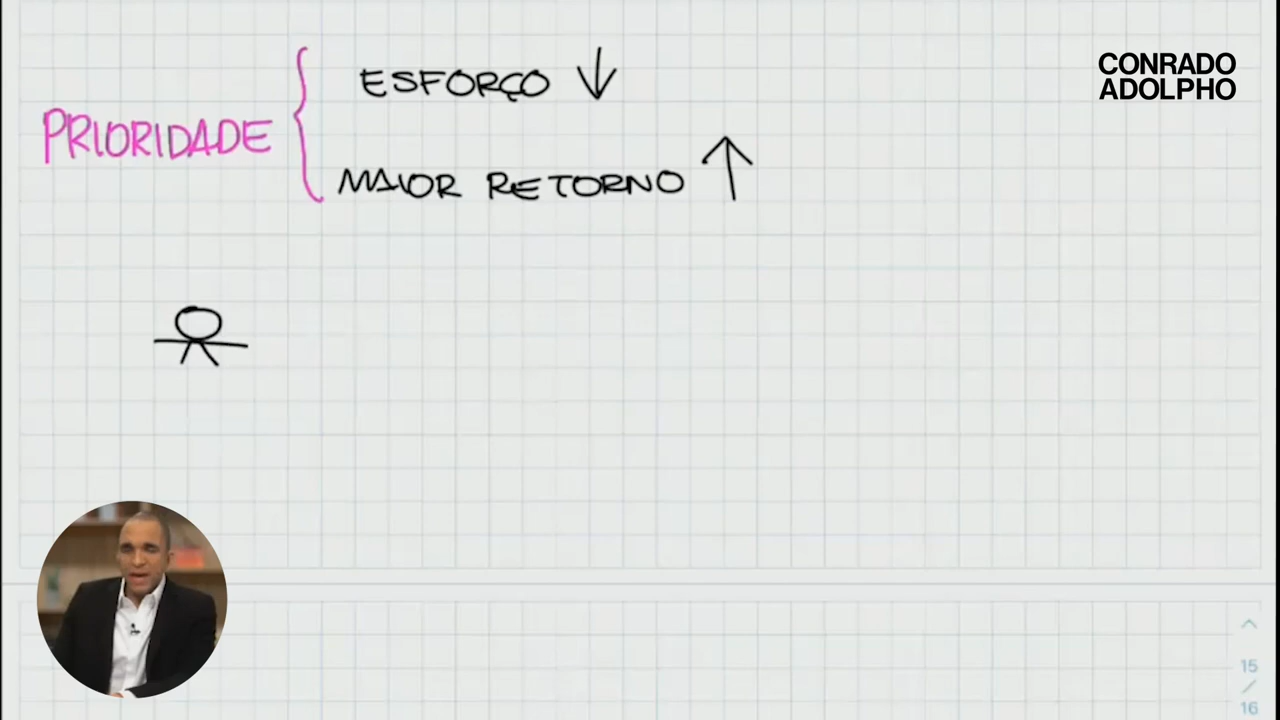 ESFORÇO ↓
PRIORIDADE
MAIOR RETORNO ↑
CONRADO
ADOLPHO
15
/
16